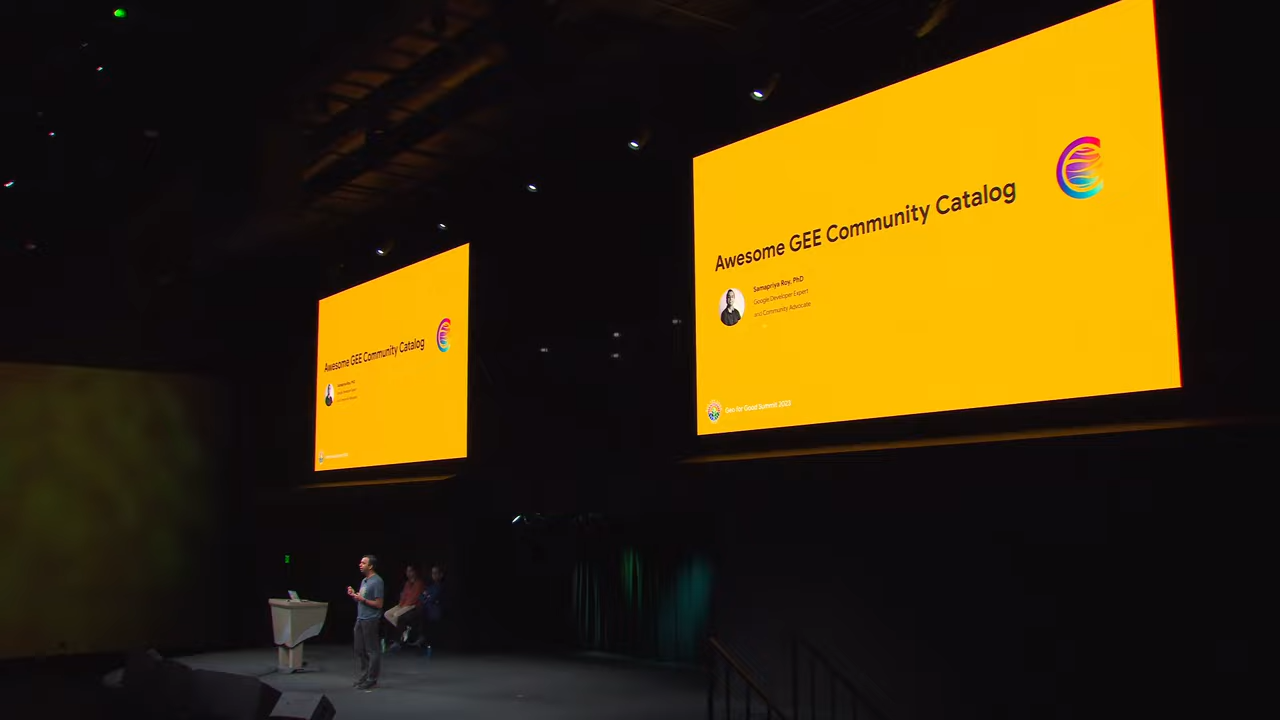 Awesome GEE Community Catalog
Samapriya Roy, PhD
Google Developer Expert
and Community Advocate
Geo for Good Summit 2023
Awesome GEE Community Catalog